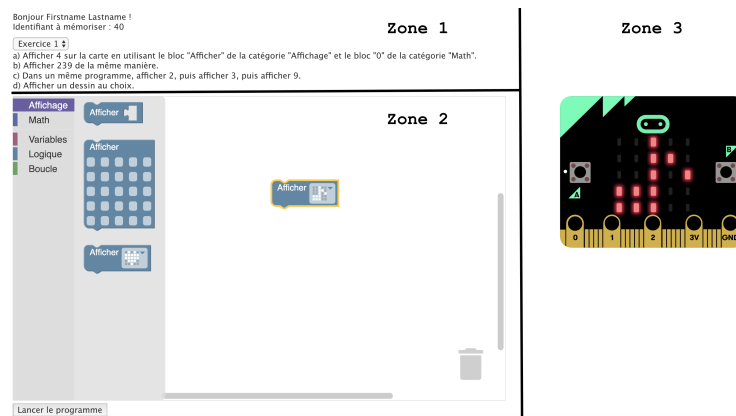 Bonjour Firstname Lastname !
Identifiant à mémoriser : 40
Zone 1
Zone 3
Exercice 1
a) Afficher 4 sur la carte en utilisant le bloc "Afficher" de la catégorie "Affichage" et le bloc "0" de la catégorie "Math".
b) Afficher 239 de la même manière.
c) Dans un même programme, afficher 2, puis afficher 3, puis afficher 9.
d) Afficher un dessin au choix.
Affichage
Math
Variables
Logique
Boucle
Afficher
Afficher
Afficher
Zone 2
Afficher
B
A
0 1 2 3V GND
Lancer le programme